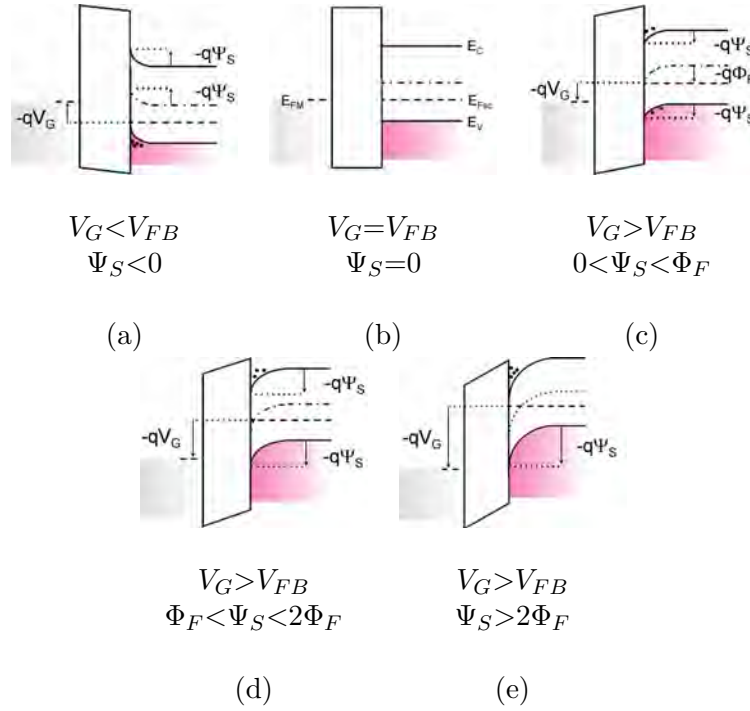 -qΨS
-qΨS
-qVG
EC
EFM
EFsc
EV
-qΨS
-qVG
-qΨS
VG<VFB
ΨS<0
VG=VFB
ΨS=0
VG>VFB
0<ΨS<ΦF
(a)
(b)
(c)
-qΨS
-qVG
-qΨS
-qVG
-qΨS
VG>VFB
ΦF<ΨS<2ΦF
VG>VFB
ΨS>2ΦF
(d)
(e)